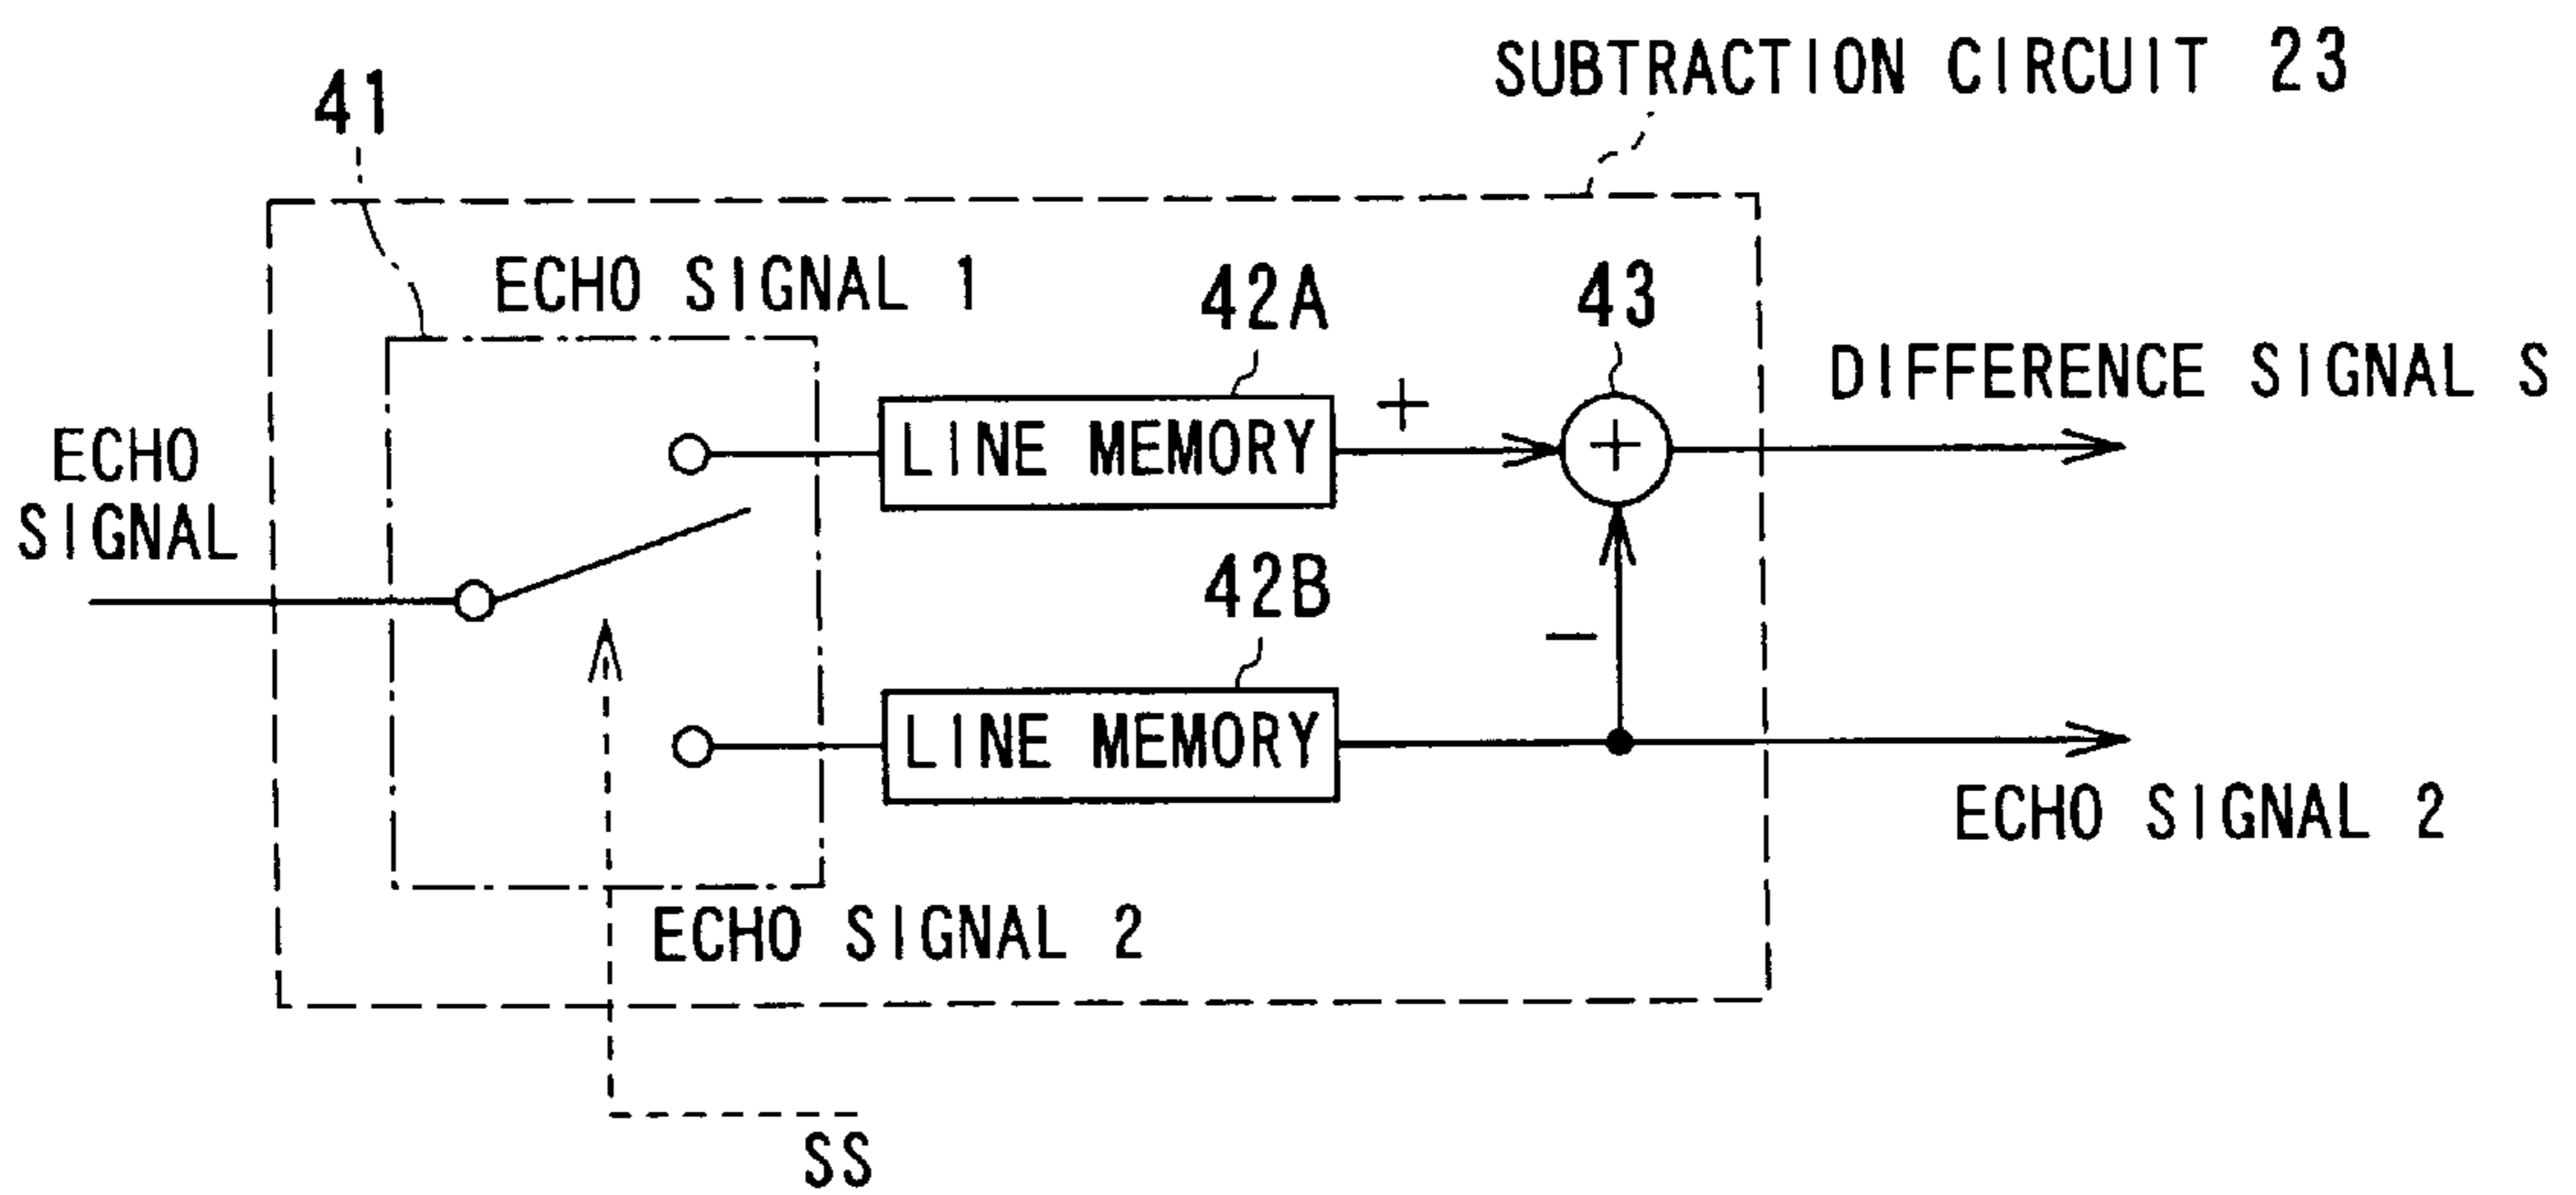 SUBTRACTION CIRCUIT 23
41
ECHO SIGNAL 1
42A
43
DIFFERENCE SIGNAL S
ECHO
SIGNAL
LINE MEMORY
+
+
42B
−
LINE MEMORY
ECHO SIGNAL 2
ECHO SIGNAL 2
SS